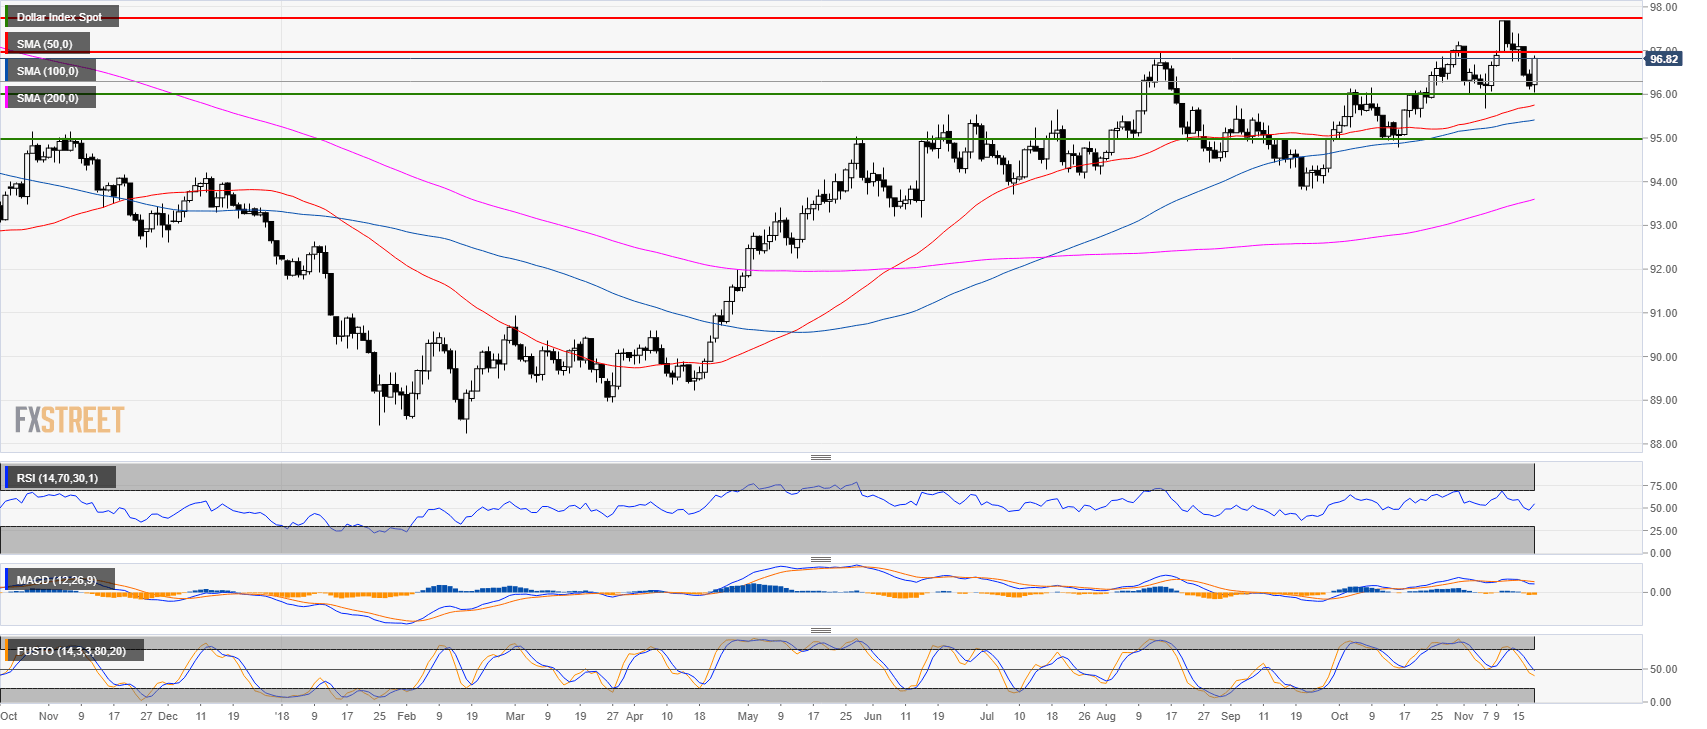 Dollar Index Spot
SMA (50,0)
SMA (100,0)
SMA (200,0)
98.00
97.00
96.82
96.00
95.00
94.00
93.00
92.00
91.00
90.00
89.00
88.00
FXSTREET
RSI (14,70,30,1)
75.00
50.00
25.00
0.00
MACD (12,26,9)
0.00
FUSTO (14,3,3,80,20)
50.00
0.00
Oct Nov 9 17 27 Dec 11 19 '18 9 17 25 Feb 9 19 Mar 9 19 27 Apr 10 18 May 9 17 25 Jun 11 19 Jul 10 18 26 Aug 9 17 27 Sep 11 19 Oct 9 17 25 Nov 7 9 15